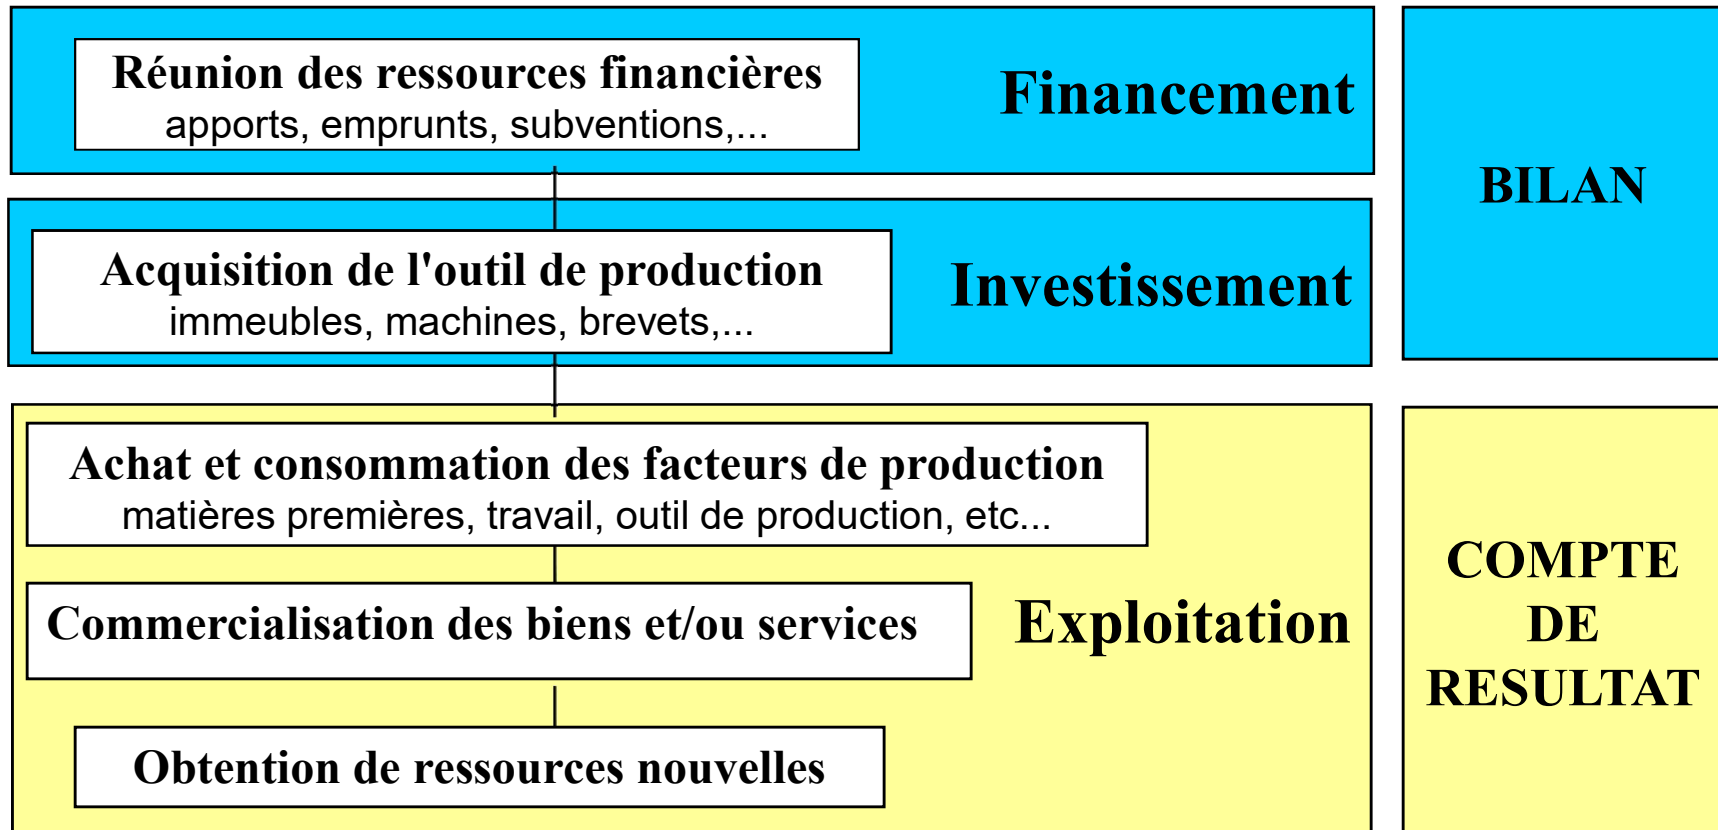 Réunion des ressources financières
apports, emprunts, subventions,...
Financement
BILAN
Acquisition de l'outil de production
immeubles, machines, brevets,...
Investissement
Achat et consommation des facteurs de production
matières premières, travail, outil de production, etc...
Commercialisation des biens et/ou services
Exploitation
Obtention de ressources nouvelles
COMPTE
DE
RESULTAT